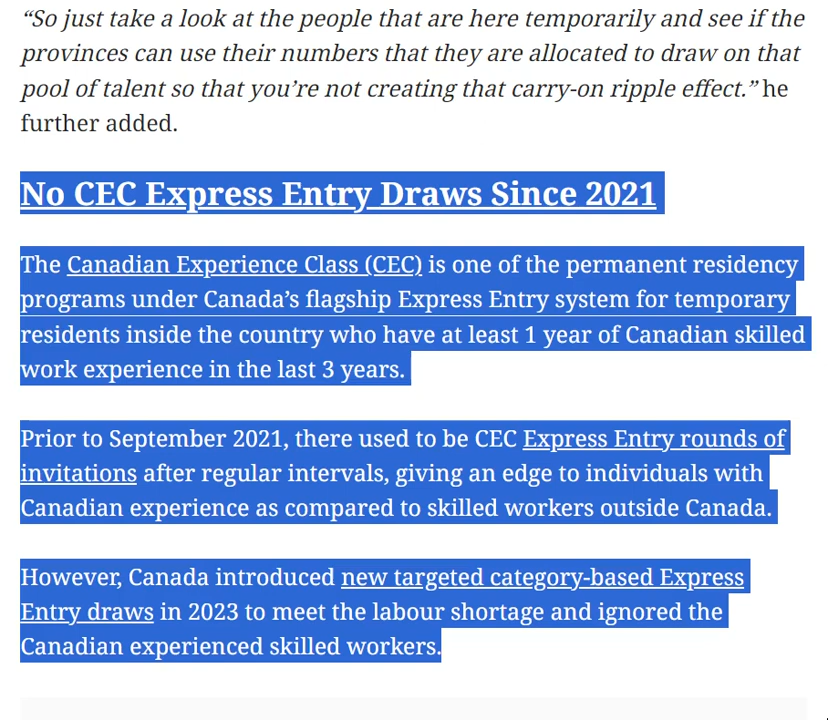 “So just take a look at the people that are here temporarily and see if the
provinces can use their numbers that they are allocated to draw on that
pool of talent so that you’re not creating that carry-on ripple effect.” he
further added.
No CEC Express Entry Draws Since 2021
The Canadian Experience Class (CEC) is one of the permanent residency
programs under Canada’s flagship Express Entry system for temporary
residents inside the country who have at least 1 year of Canadian skilled
work experience in the last 3 years.
Prior to September 2021, there used to be CEC Express Entry rounds of
invitations after regular intervals, giving an edge to individuals with
Canadian experience as compared to skilled workers outside Canada.
However, Canada introduced new targeted category-based Express
Entry draws in 2023 to meet the labour shortage and ignored the
Canadian experienced skilled workers.